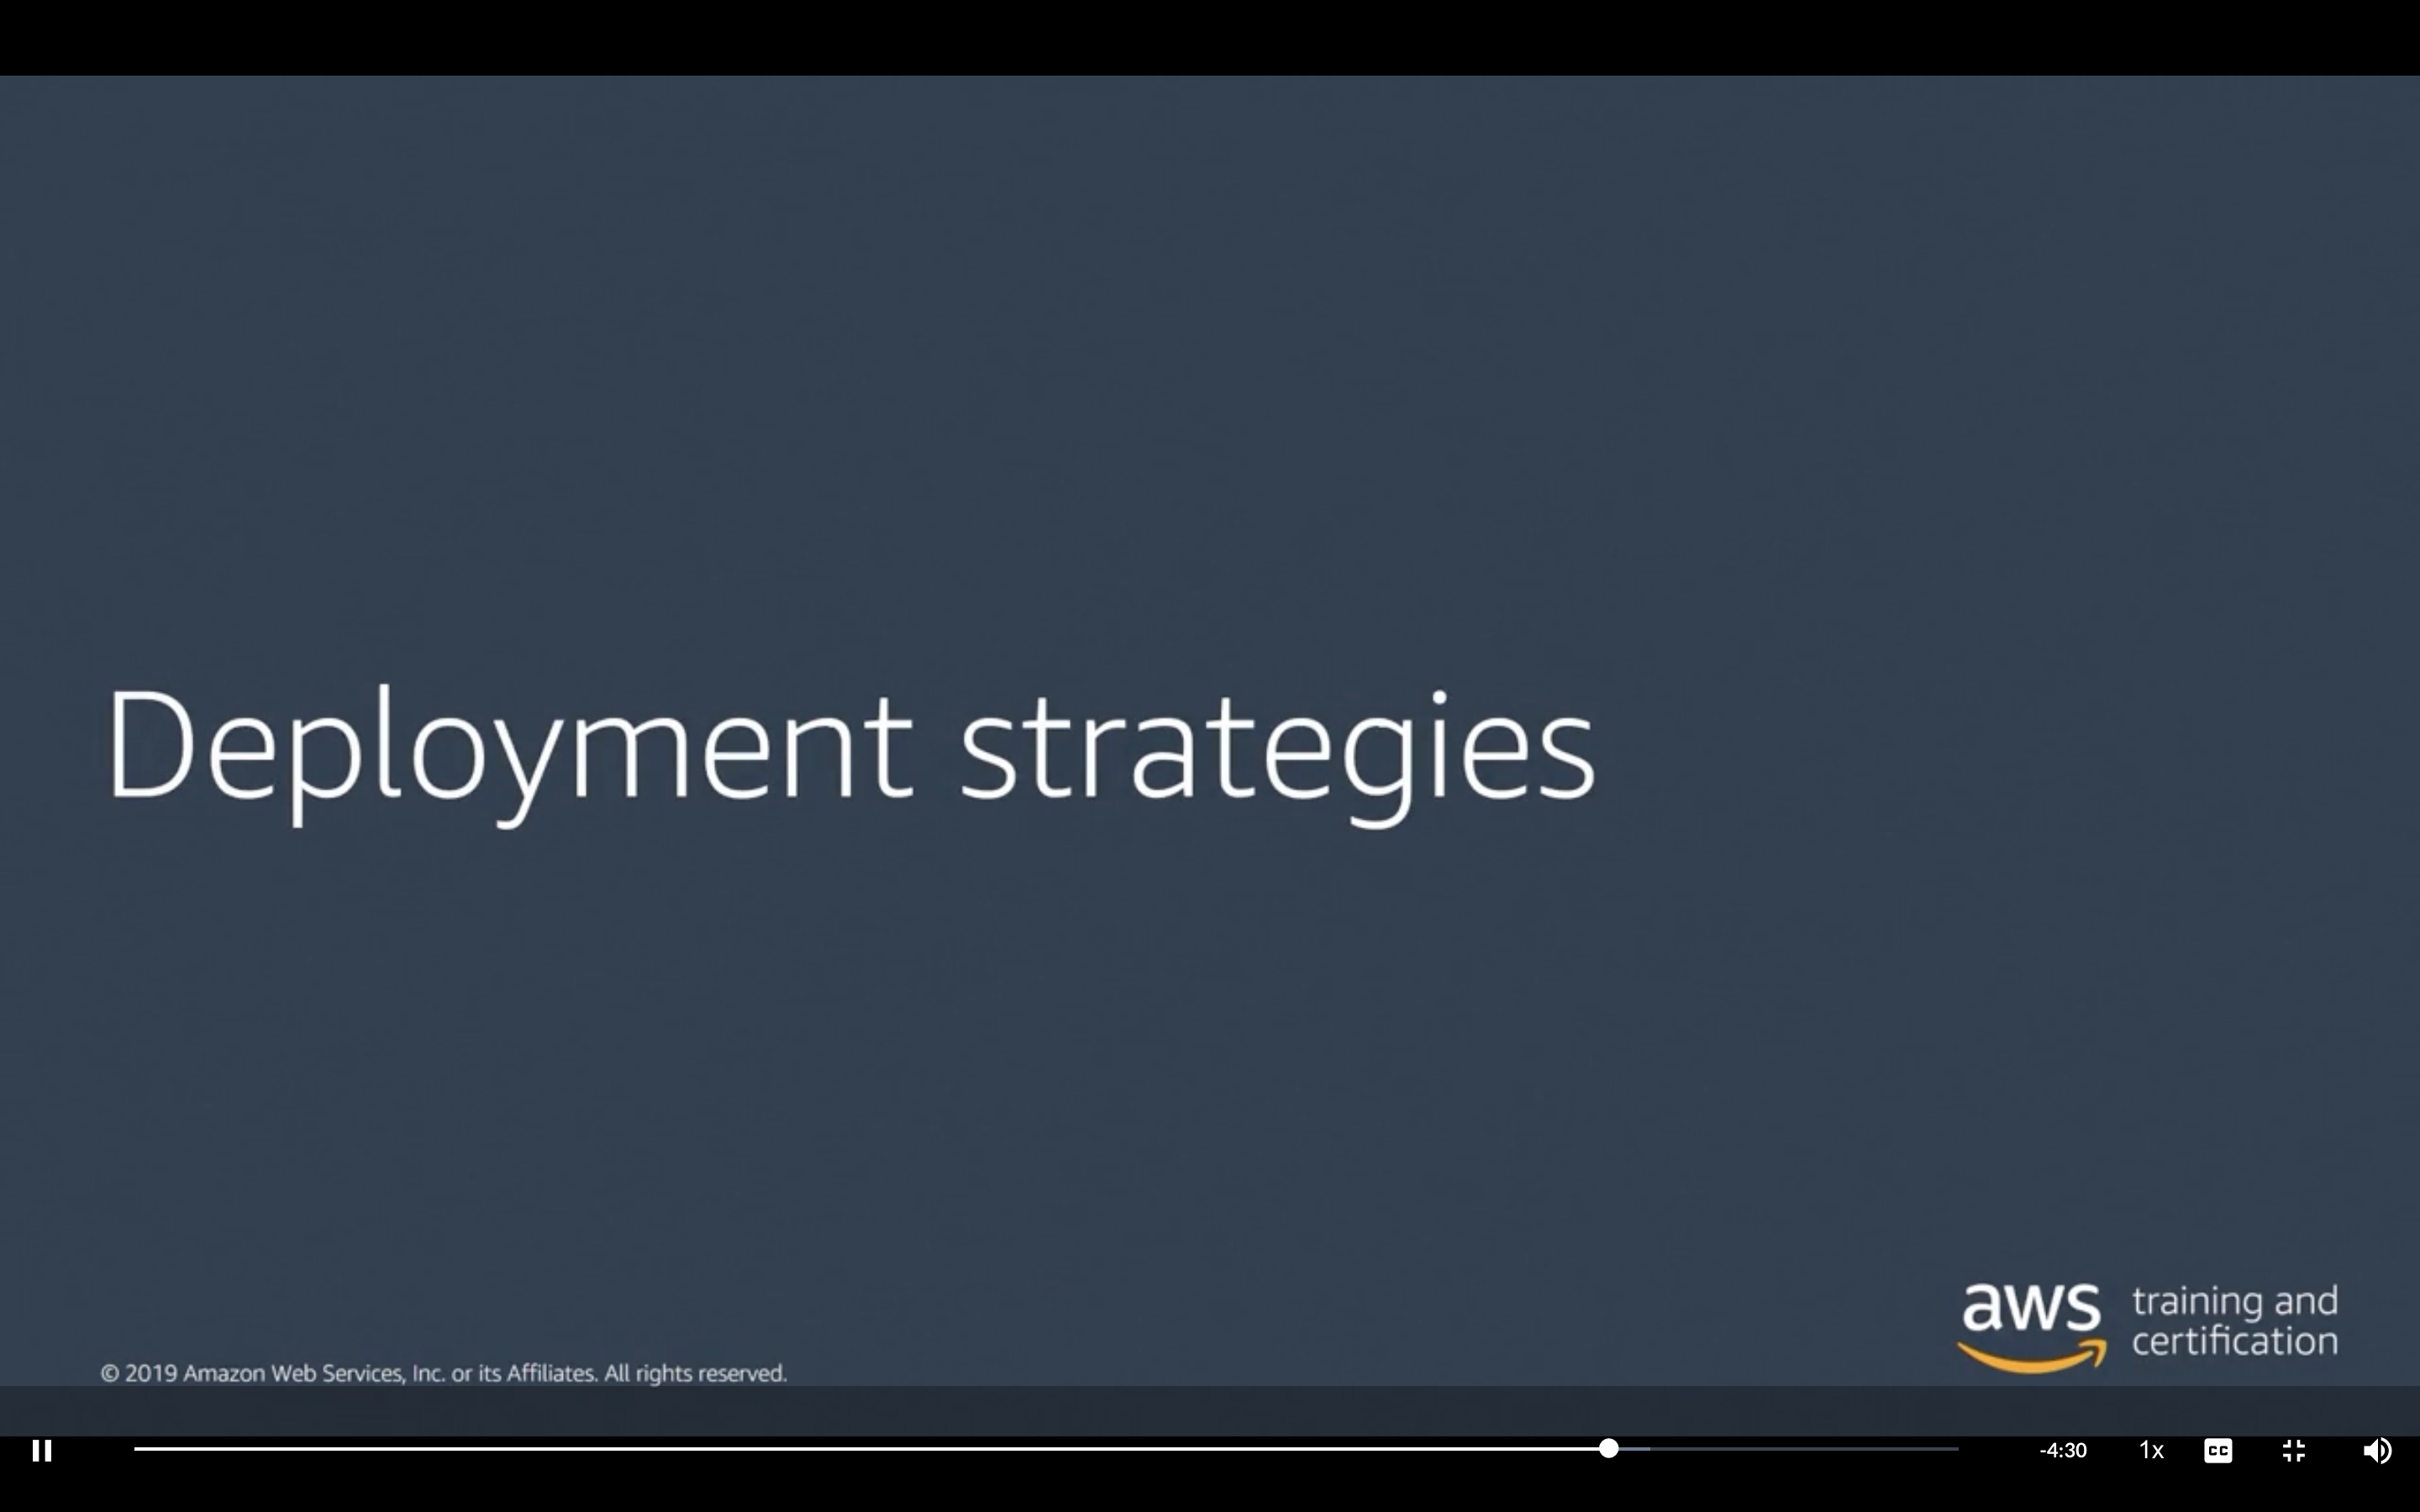 Deployment strategies
aws training and
certification
© 2019 Amazon Web Services, Inc. or its Affiliates. All rights reserved.
-4:30 1x CC